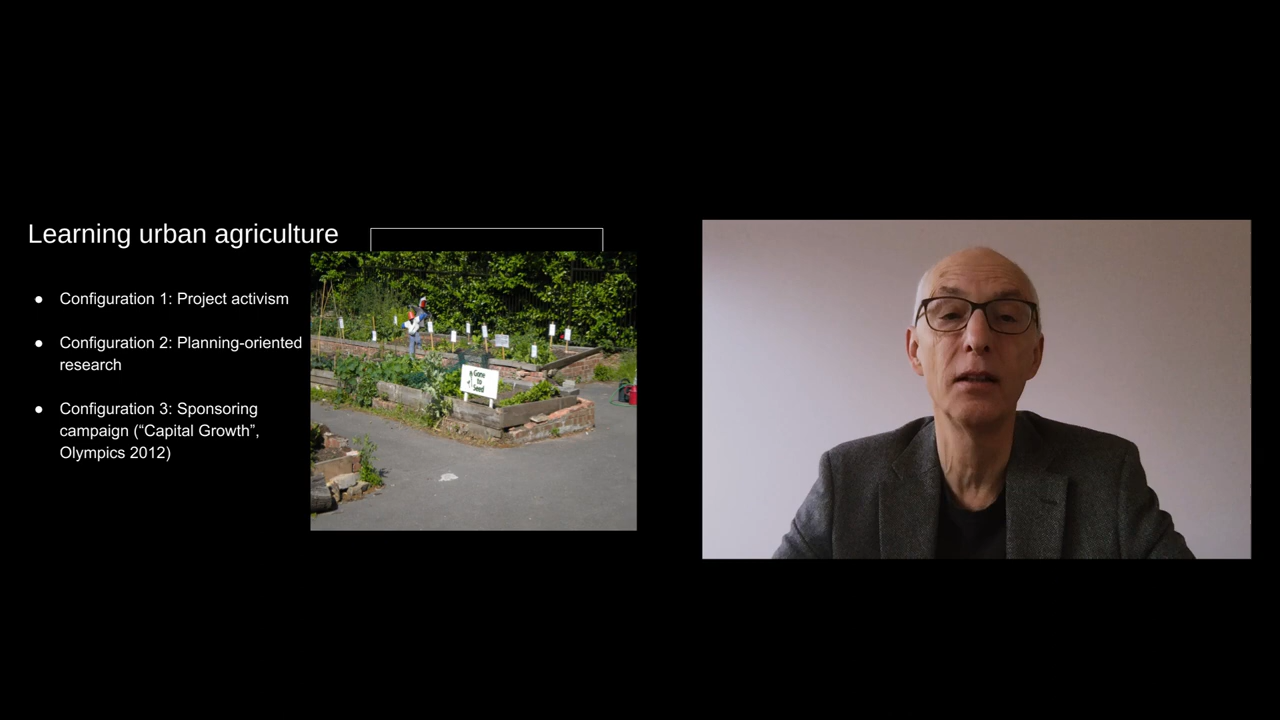 Learning urban agriculture
● Configuration 1: Project activism
● Configuration 2: Planning-oriented
research
● Configuration 3: Sponsoring
campaign (“Capital Growth”,
Olympics 2012)
Gone
to
Seed